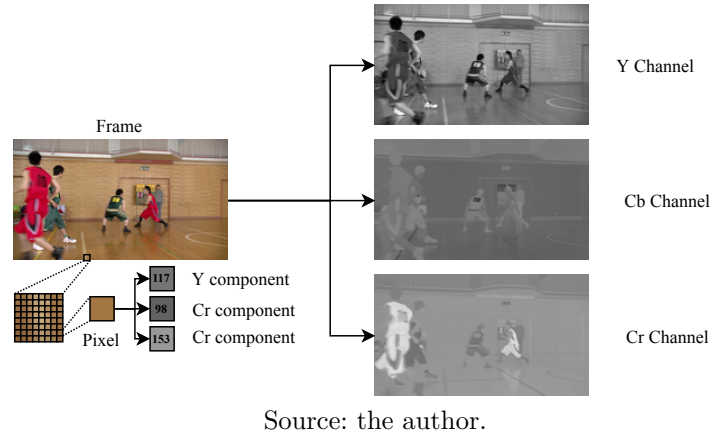 Frame
117 Y component
98 Cr component
153 Cr component
Pixel
Y Channel
Cb Channel
Cr Channel
Source: the author.